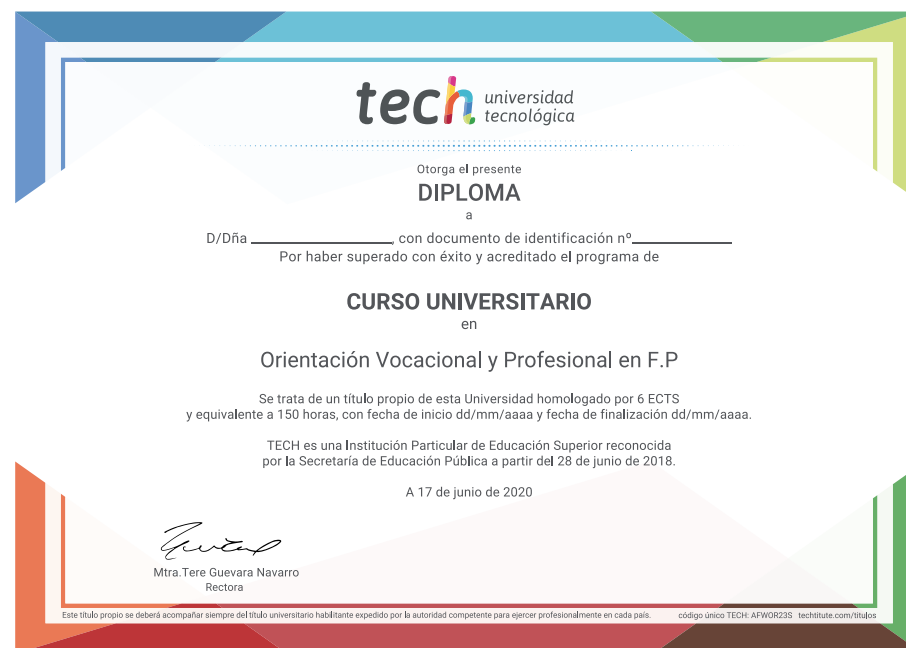 tech universidad
tecnológica
Otorga el presente
DIPLOMA
a
D/Dña ____________________, con documento de identificación nº______________
Por haber superado con éxito y acreditado el programa de
CURSO UNIVERSITARIO
en
Orientación Vocacional y Profesional en F.P
Se trata de un título propio de esta Universidad homologado por 6 ECTS
y equivalente a 150 horas, con fecha de inicio dd/mm/aaaa y fecha de finalización dd/mm/aaaa.
TECH es una Institución Particular de Educación Superior reconocida
por la Secretaría de Educación Pública a partir del 28 de junio de 2018.
A 17 de junio de 2020
Mtra.Tere Guevara Navarro
Rectora
Este título propio se deberá acompañar siempre del título universitario habilitante expedido por la autoridad competente para ejercer profesionalmente en cada país. código único TECH: AFWOR23S techtitute.com/titulos